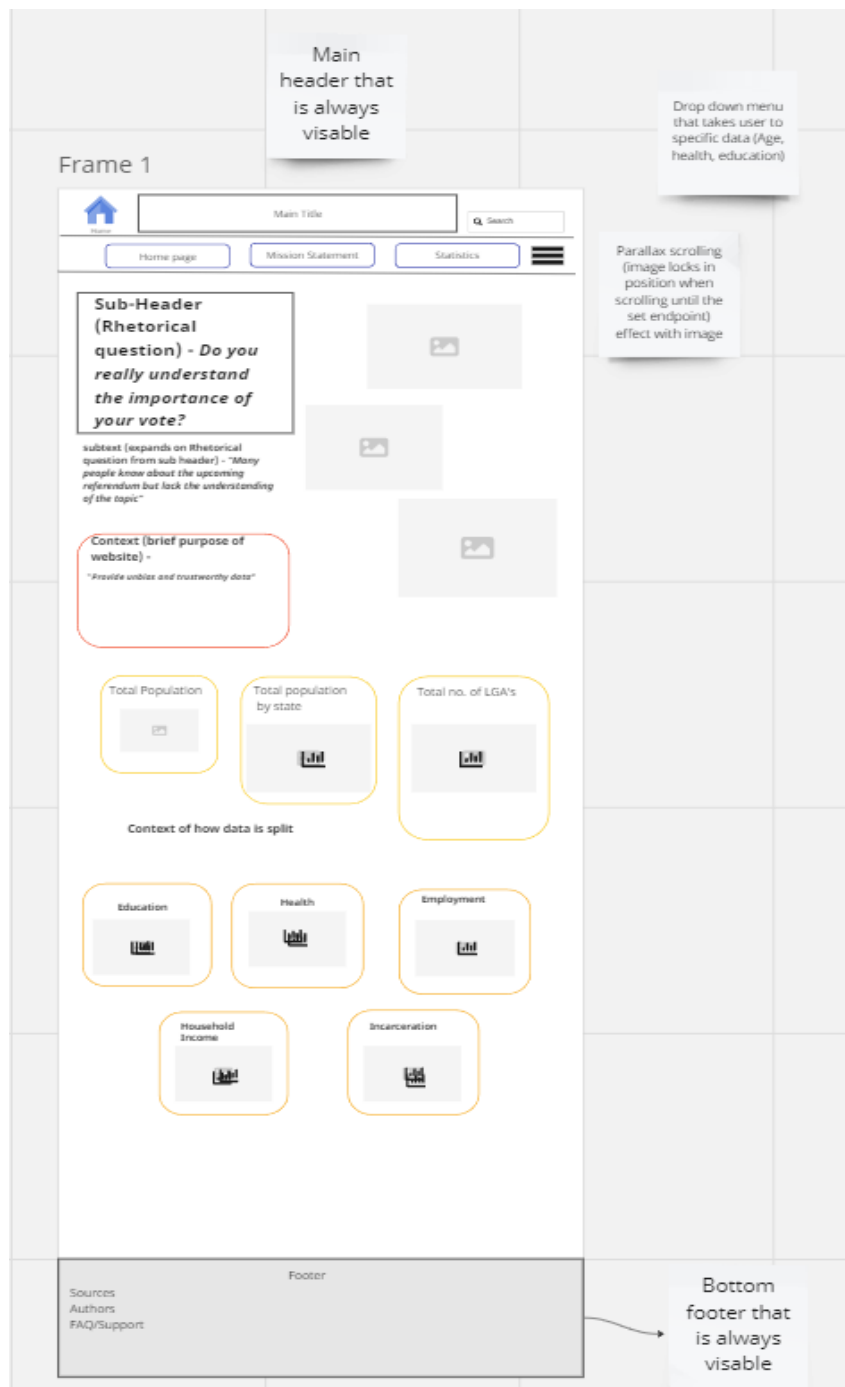 Main
header that
is always
visable
Drop down menu
that takes user to
specific data (Age,
health, education)
Frame 1
Home
Main Title
Search
Home page
Mission Statement
Statistics
Parallax scrolling
(image locks in
position when
scrolling until the
set endpoint)
effect with image
Sub-Header
(Rhetorical
question) - Do you
really understand
the importance of
your vote?
subtext (expands on Rhetorical
question from sub header) - "Many
people know about the upcoming
referendum but lack the understanding
of the topic"
Context (brief purpose of
website) -
"Provide unbias and trustworthy data"
Total Population
Total population
by state
Total no. of LGA's
Context of how data is split
Education
Health
Employment
Household
Income
Incarceration
Footer
Sources
Authors
FAQ/Support
Bottom
footer that
is always
visable